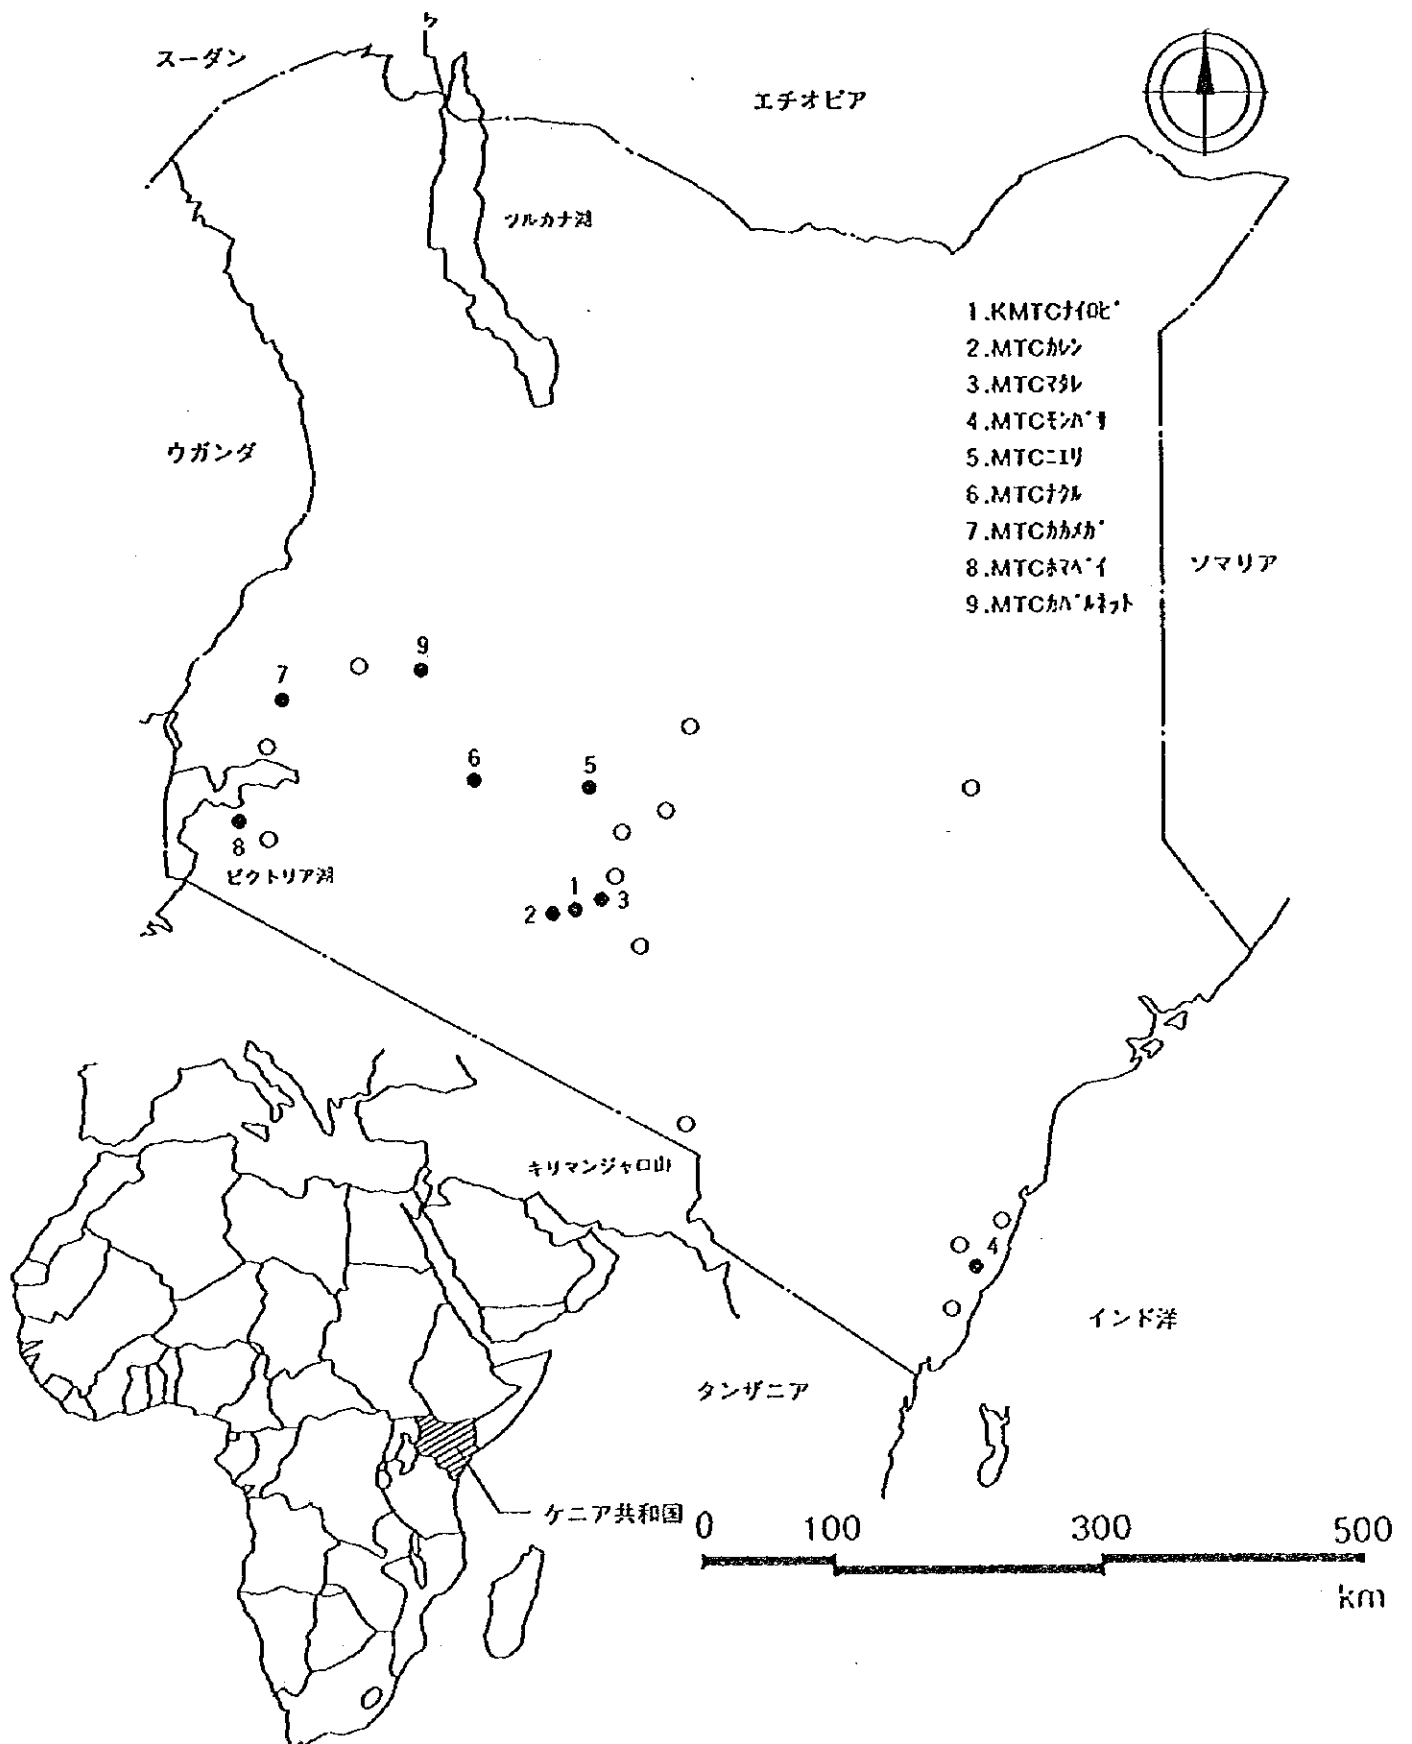 スーダン
エチオピア
ツルカナ湖
1.KMTCナイロビ
2.MTCカレン
3.MTCマタレ
4.MTCモンバサ
5.MTCニエリ
6.MTCナクル
7.MTCカカメガ
8.MTCホマベイ
9.MTCカバルネット
ウガンダ
ソマリア
9
7
6
5
8
ビクトリア湖
1
2
3
キリマンジャロ山
4
インド洋
タンザニア
ケニア共和国
0 100 300 500
km